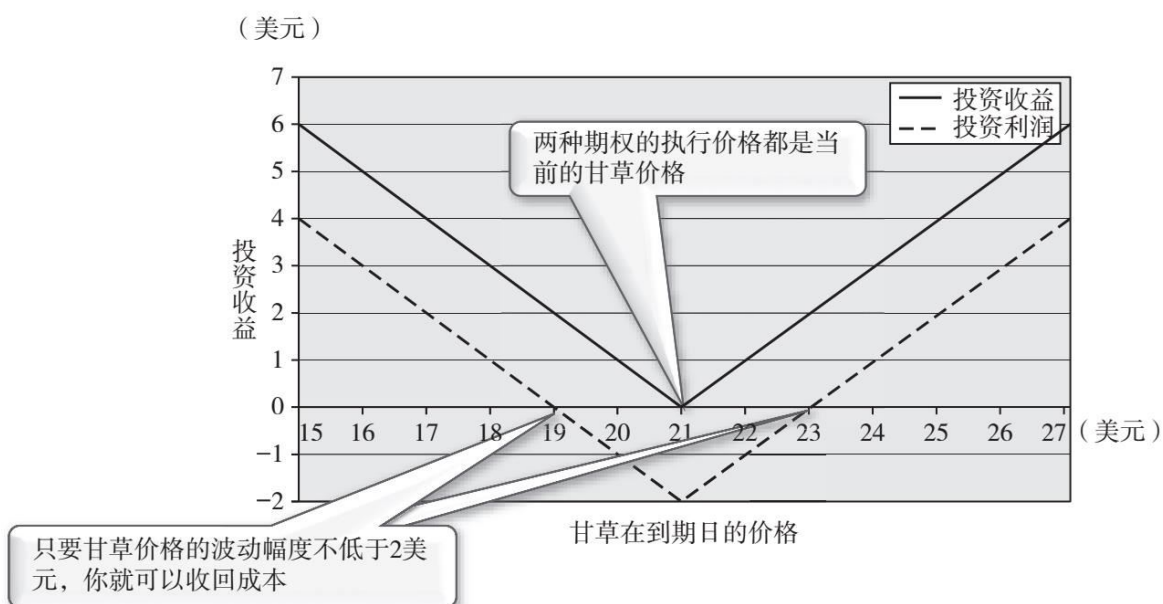 （美元）
7
投资收益
投资利润
6
两种期权的执行价格都是当
前的甘草价格
5
4
投资收益
3
2
1
0
15 16 17 18 19 20 21 22 23 24 25 26 27（美元）
−1
−2
甘草在到期日的价格
只要甘草价格的波动幅度不低于2美
元，你就可以收回成本